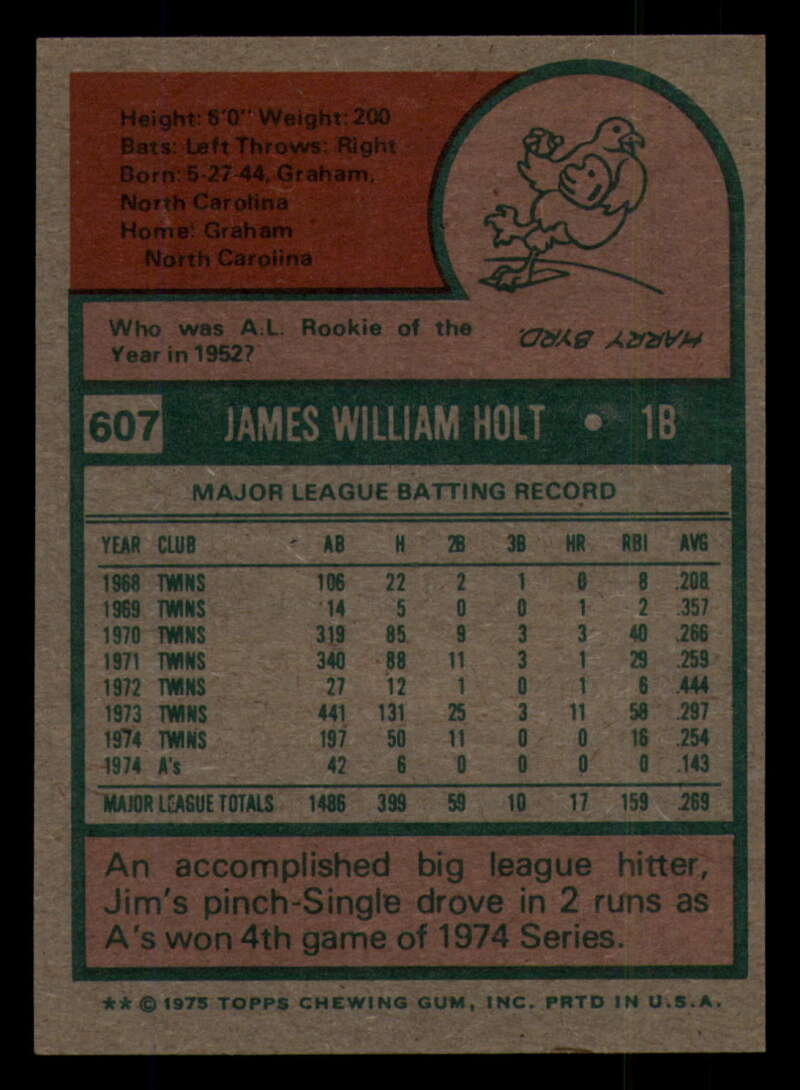 Height: 6'0" Weight: 200
Bats: Left Throws: Right
Born: 5-27-44, Graham,
North Carolina
Home: Graham
North Carolina
Who was A.L. Rookie of the
Year in 1952?
HARRY BYRD.
607 JAMES WILLIAM HOLT • 1B
MAJOR LEAGUE BATTING RECORD
YEAR CLUB AB H 2B 3B HR RBI AVG
1968 TWINS 106 22 2 1 0 8 .208
1969 TWINS 14 5 0 0 1 2 .357
1970 TWINS 319 85 9 3 3 40 .266
1971 TWINS 340 88 11 3 1 29 .259
1972 TWINS 27 12 1 0 1 6 .444
1973 TWINS 441 131 25 3 11 58 .297
1974 TWINS 197 50 11 0 0 16 .254
1974 A's 42 6 0 0 0 0 .143
MAJOR LEAGUE TOTALS 1486 399 59 10 17 159 .269
An accomplished big league hitter,
Jim's pinch-Single drove in 2 runs as
A's won 4th game of 1974 Series.
** © 1975 TOPPS CHEWING GUM, INC. PRTD IN U.S.A.